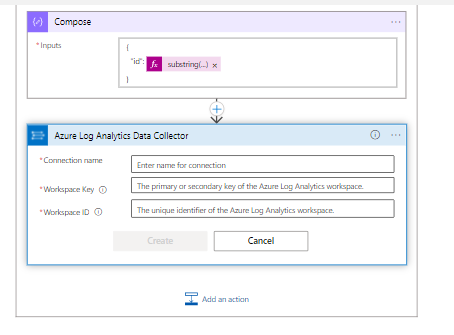 Compose
...
* Inputs
{
"id": fx substring(...) ×
}
Azure Log Analytics Data Collector
...
* Connection name
Enter name for connection
* Workspace Key
The primary or secondary key of the Azure Log Analytics workspace.
* Workspace ID
The unique identifier of the Azure Log Analytics workspace.
Create Cancel
Add an action